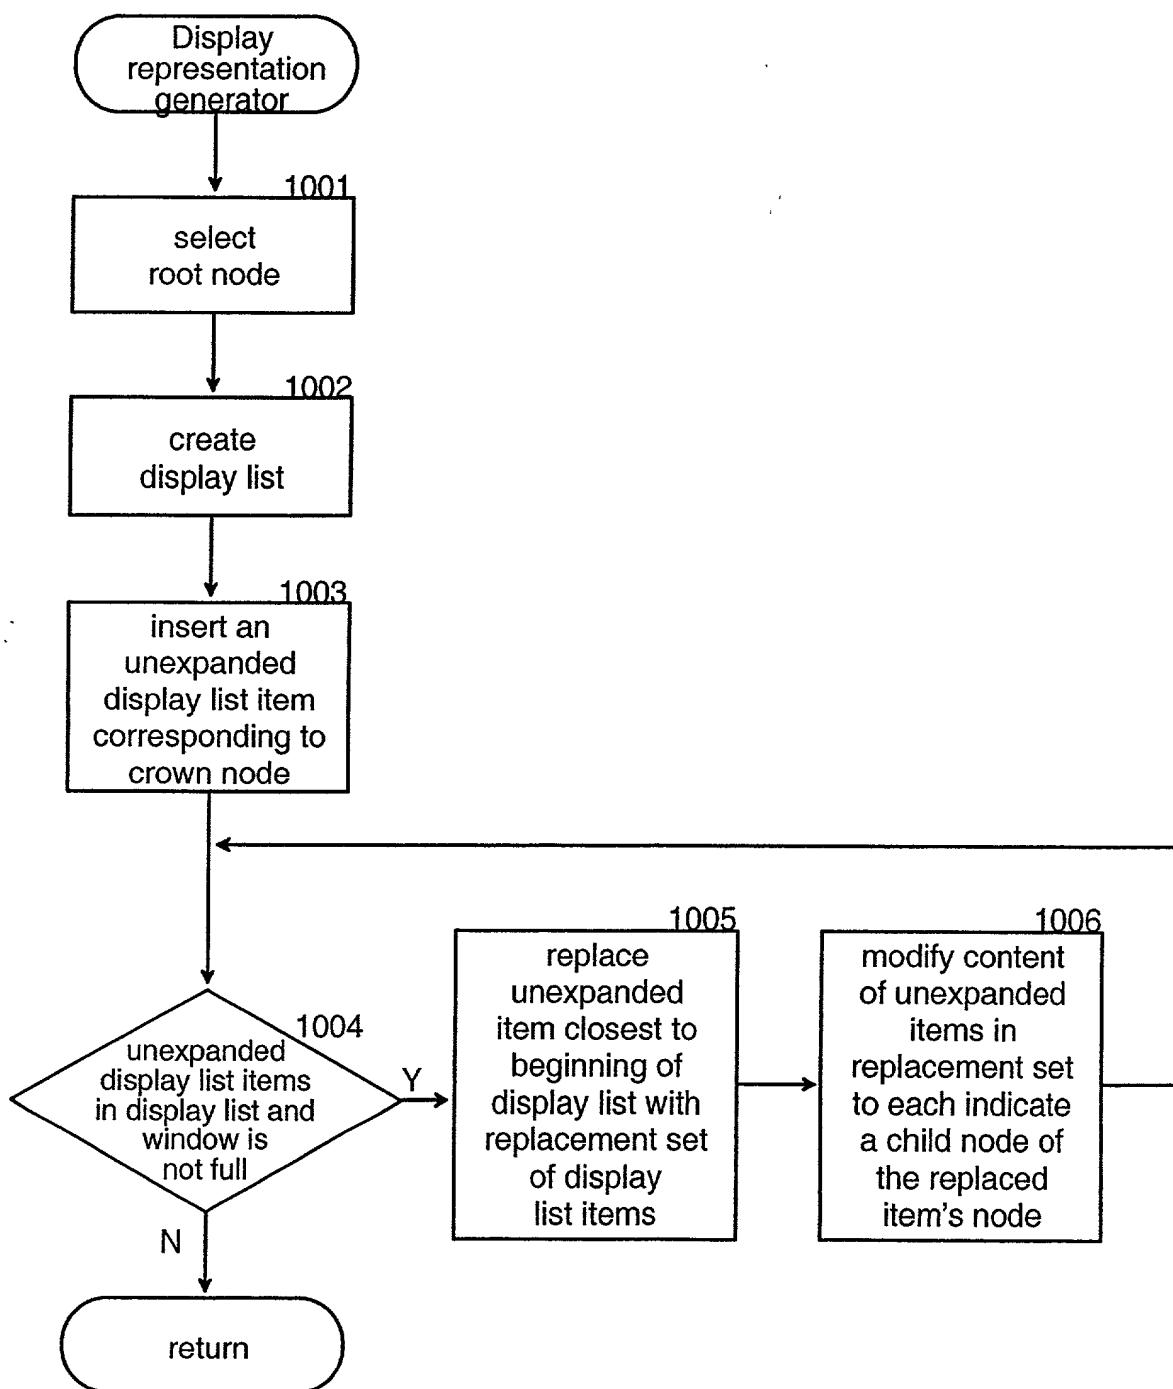 Display
representation
generator
1001
select
root node
1002
create
display list
1003
insert an
unexpanded
display list item
corresponding to
crown node
1004
unexpanded
display list items
in display list and
window is
not full
Y
N
1005
replace
unexpanded
item closest to
beginning of
display list with
replacement set
of display
list items
1006
modify content
of unexpanded
items in
replacement set
to each indicate
a child node of
the replaced
item's node
return